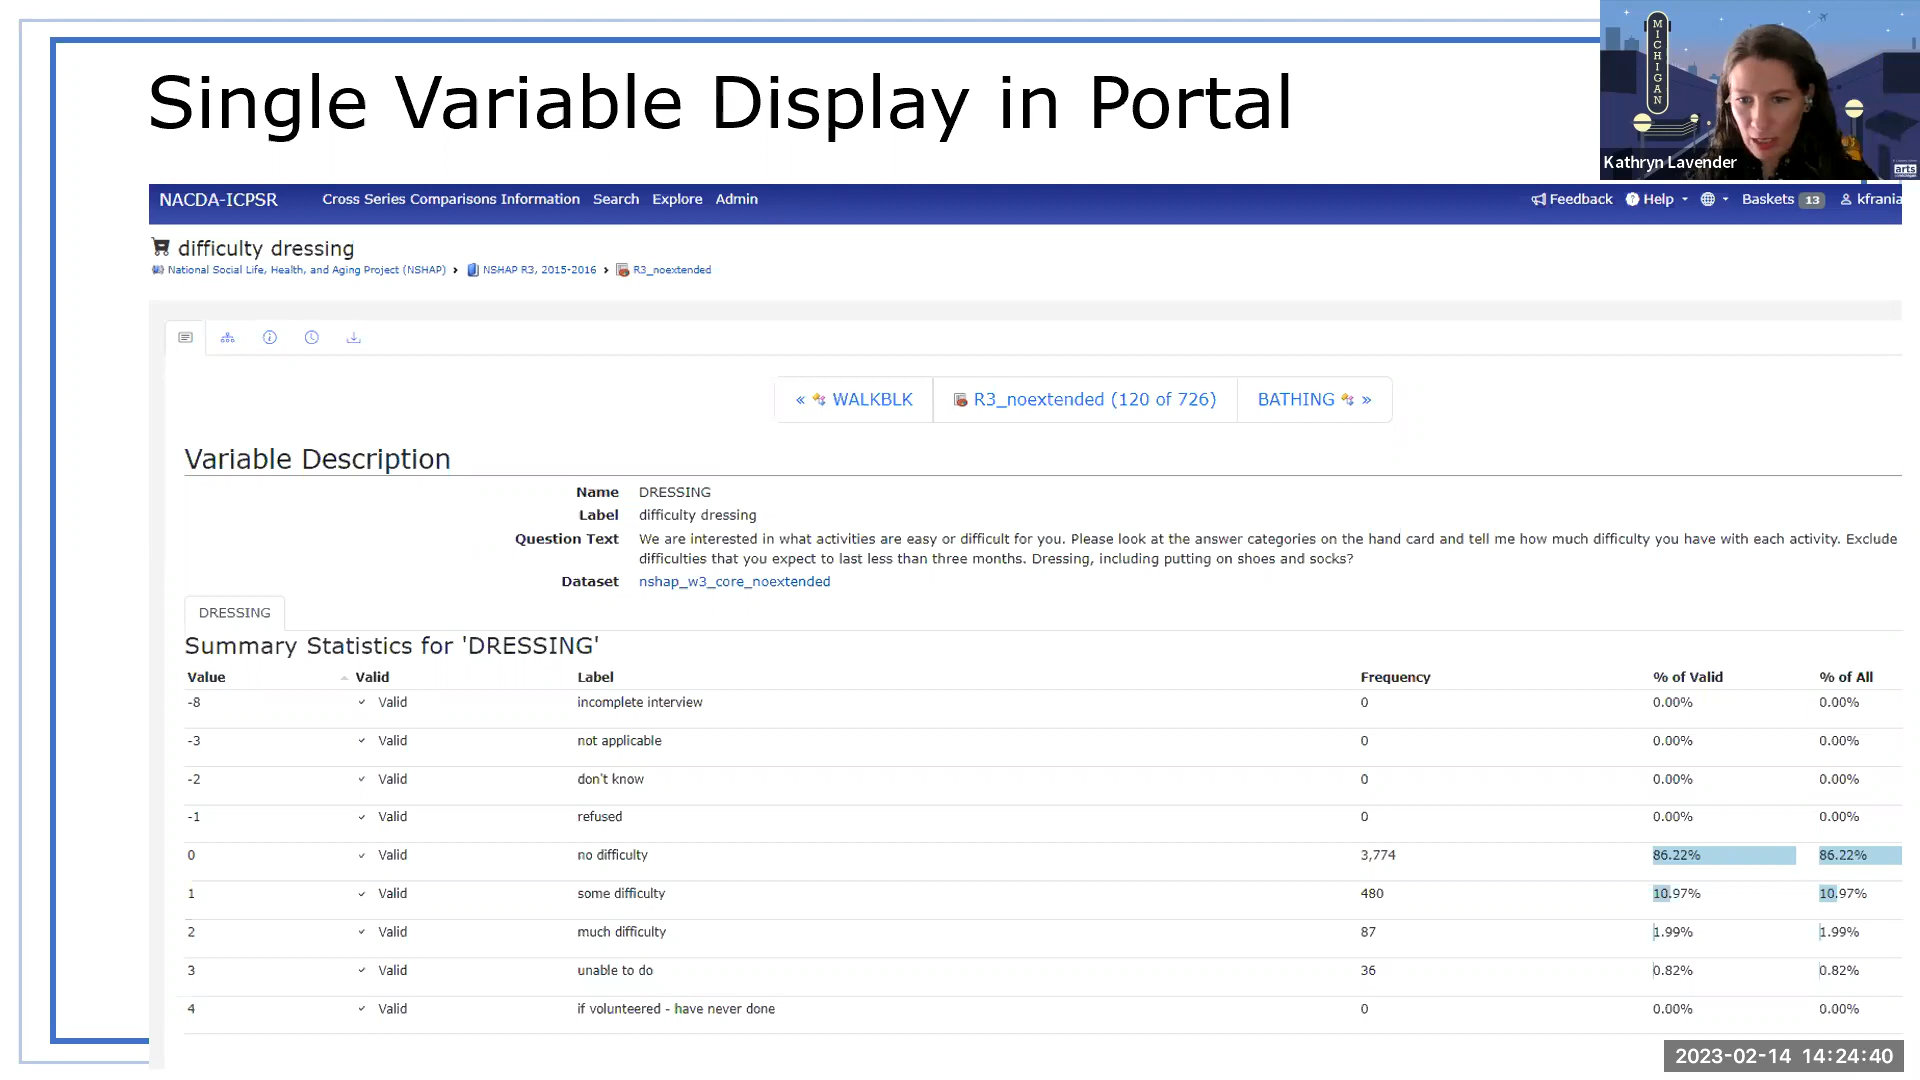 Single Variable Display in Portal
MICHIGAN
Kathryn Lavender
arts
NACDA-ICPSR Cross Series Comparisons Information Search Explore Admin Feedback Help Baskets 13 kfrania
difficulty dressing
National Social Life, Health, and Aging Project (NSHAP) › NSHAP R3, 2015-2016 › R3_noextended
« WALKBLK R3_noextended (120 of 726) BATHING »
Variable Description
Name DRESSING
Label difficulty dressing
Question Text We are interested in what activities are easy or difficult for you. Please look at the answer categories on the hand card and tell me how much difficulty you have with each activity. Exclude
difficulties that you expect to last less than three months. Dressing, including putting on shoes and socks?
Dataset nshap_w3_core_noextended
DRESSING
Summary Statistics for 'DRESSING'
Value Valid Label Frequency % of Valid % of All
-8 Valid incomplete interview 0 0.00% 0.00%
-3 Valid not applicable 0 0.00% 0.00%
-2 Valid don't know 0 0.00% 0.00%
-1 Valid refused 0 0.00% 0.00%
0 Valid no difficulty 3,774 86.22% 86.22%
1 Valid some difficulty 480 10.97% 10.97%
2 Valid much difficulty 87 1.99% 1.99%
3 Valid unable to do 36 0.82% 0.82%
4 Valid if volunteered - have never done 0 0.00% 0.00%
2023-02-14 14:24:40